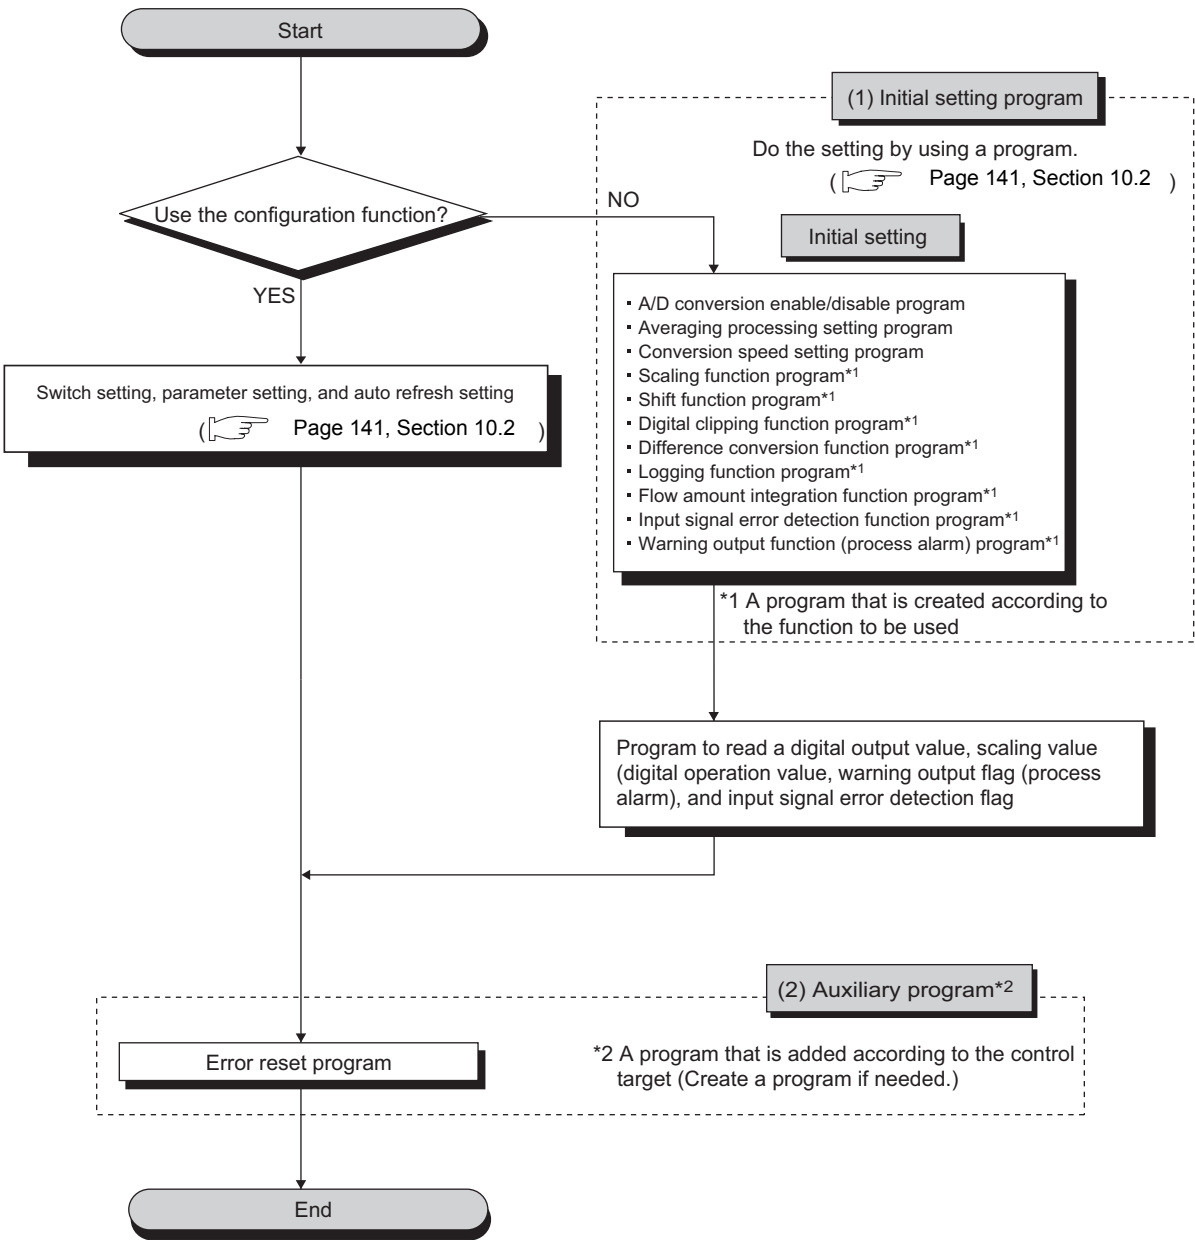 Start
(1) Initial setting program
Do the setting by using a program.
( Page 141, Section 10.2 )
Use the configuration function?
NO
Initial setting
YES
▪ A/D conversion enable/disable program
▪ Averaging processing setting program
▪ Conversion speed setting program
▪ Scaling function program*1
▪ Shift function program*1
▪ Digital clipping function program*1
▪ Difference conversion function program*1
▪ Logging function program*1
▪ Flow amount integration function program*1
▪ Input signal error detection function program*1
▪ Warning output function (process alarm) program*1
Switch setting, parameter setting, and auto refresh setting
( Page 141, Section 10.2 )
*1 A program that is created according to
the function to be used
Program to read a digital output value, scaling value
(digital operation value, warning output flag (process
alarm), and input signal error detection flag
(2) Auxiliary program*2
Error reset program
*2 A program that is added according to the control
target (Create a program if needed.)
End